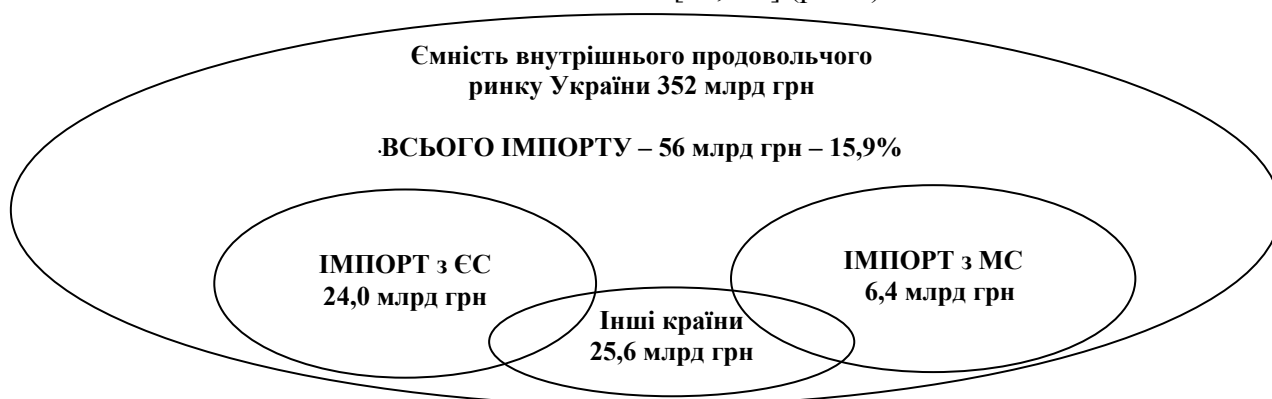 Ємність внутрішнього продовольчого
ринку України 352 млрд грн
.ВСЬОГО ІМПОРТУ – 56 млрд грн – 15,9%
ІМПОРТ з ЄС
24,0 млрд грн
ІМПОРТ з МС
6,4 млрд грн
Інші країни
25,6 млрд грн